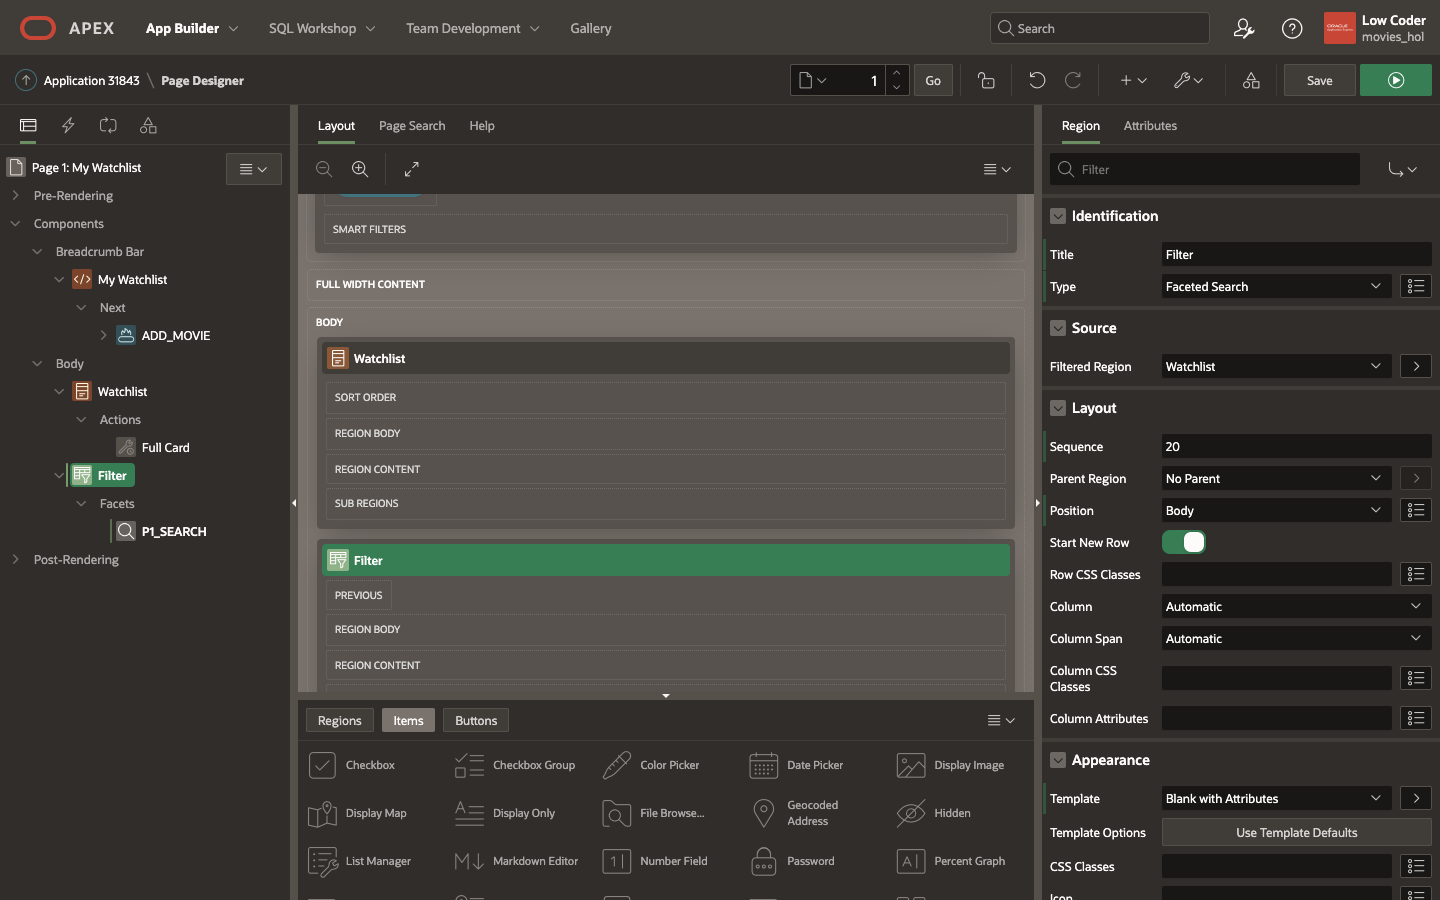 APEX
App Builder
SQL Workshop
Team Development
Gallery
Search
Low Coder
movies_hol
Application 31843 \ Page Designer
1
Go
Save
Page 1: My Watchlist
Pre-Rendering
Components
Breadcrumb Bar
My Watchlist
Next
ADD_MOVIE
Body
Watchlist
Actions
Full Card
Filter
Facets
P1_SEARCH
Post-Rendering
Layout
Page Search
Help
SMART FILTERS
FULL WIDTH CONTENT
BODY
Watchlist
SORT ORDER
REGION BODY
REGION CONTENT
SUB REGIONS
Filter
PREVIOUS
REGION BODY
REGION CONTENT
Regions
Items
Buttons
Checkbox
Checkbox Group
Color Picker
Date Picker
Display Image
Display Map
Display Only
File Browse...
Geocoded
Address
Hidden
List Manager
Markdown Editor
Number Field
Password
Percent Graph
Region
Attributes
Filter
Identification
Title
Filter
Type
Faceted Search
Source
Filtered Region
Watchlist
Layout
Sequence
20
Parent Region
No Parent
Position
Body
Start New Row
Row CSS Classes
Column
Automatic
Column Span
Automatic
Column CSS
Classes
Column Attributes
Appearance
Template
Blank with Attributes
Template Options
Use Template Defaults
CSS Classes
Icon